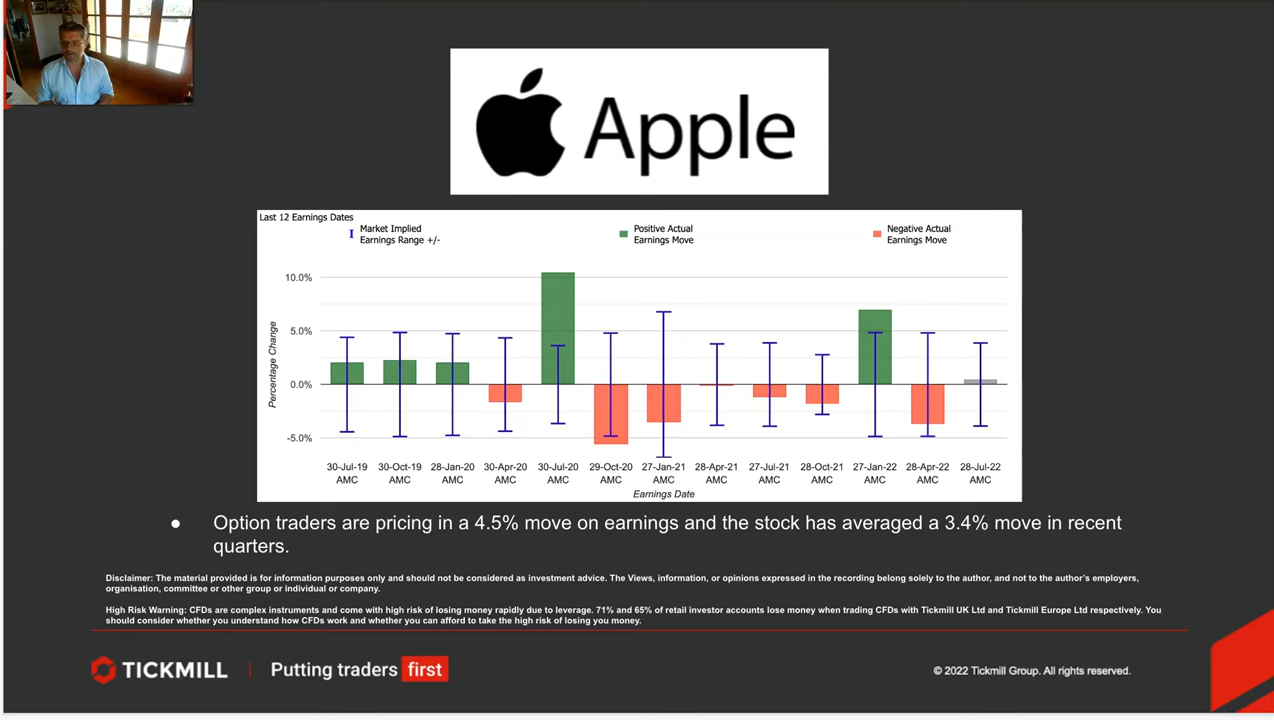 Apple
Last 12 Earnings Dates
Market Implied
Earnings Range +/-
Positive Actual
Earnings Move
Negative Actual
Earnings Move
10.0%
5.0%
0.0%
-5.0%
Percentage Change
30-Jul-19 30-Oct-19 28-Jan-20 30-Apr-20 30-Jul-20 29-Oct-20 27-Jan-21 28-Apr-21 27-Jul-21 28-Oct-21 27-Jan-22 28-Apr-22 28-Jul-22
AMC AMC AMC AMC AMC AMC AMC AMC AMC AMC AMC AMC AMC
Earnings Date
● Option traders are pricing in a 4.5% move on earnings and the stock has averaged a 3.4% move in recent
quarters.
Disclaimer: The material provided is for information purposes only and should not be considered as investment advice. The Views, information, or opinions expressed in the recording belong solely to the author, and not to the author's employers,
organisation, committee or other group or individual or company.
High Risk Warning: CFDs are complex instruments and come with high risk of losing money rapidly due to leverage. 71% and 65% of retail investor accounts lose money when trading CFDs with Tickmill UK Ltd and Tickmill Europe Ltd respectively. You
should consider whether you understand how CFDs work and whether you can afford to take the high risk of losing you money.
TICKMILL | Putting traders first
© 2022 Tickmill Group. All rights reserved.